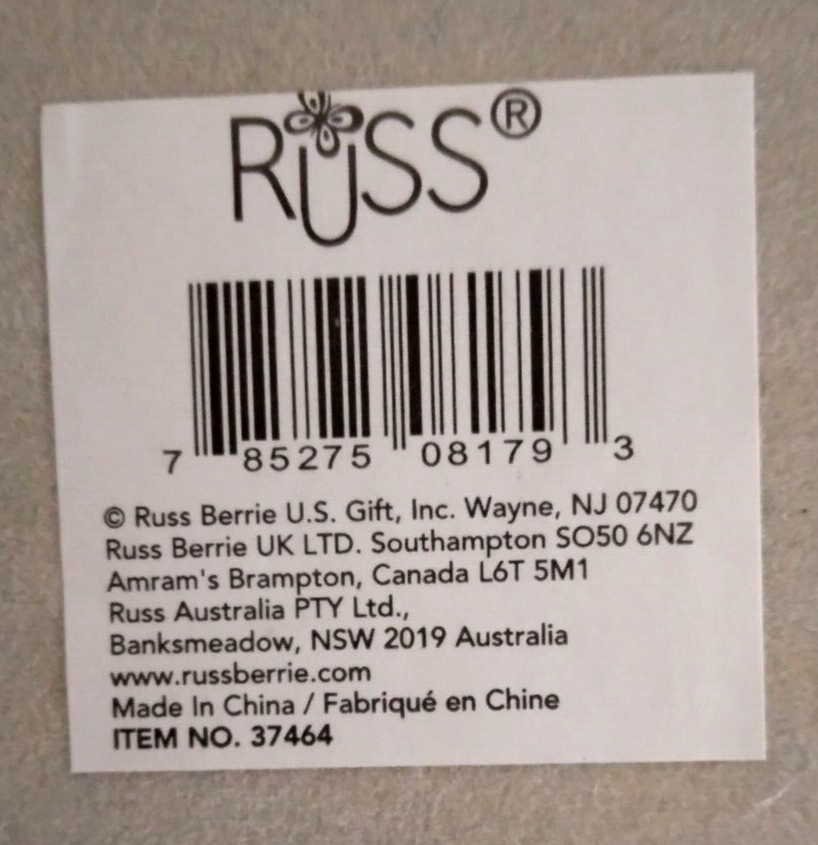 RUSS®
7 85275 08179 3
© Russ Berrie U.S. Gift, Inc. Wayne, NJ 07470
Russ Berrie UK LTD. Southampton SO50 6NZ
Amram's Brampton, Canada L6T 5M1
Russ Australia PTY Ltd.,
Banksmeadow, NSW 2019 Australia
www.russberrie.com
Made In China / Fabriqué en Chine
ITEM NO. 37464